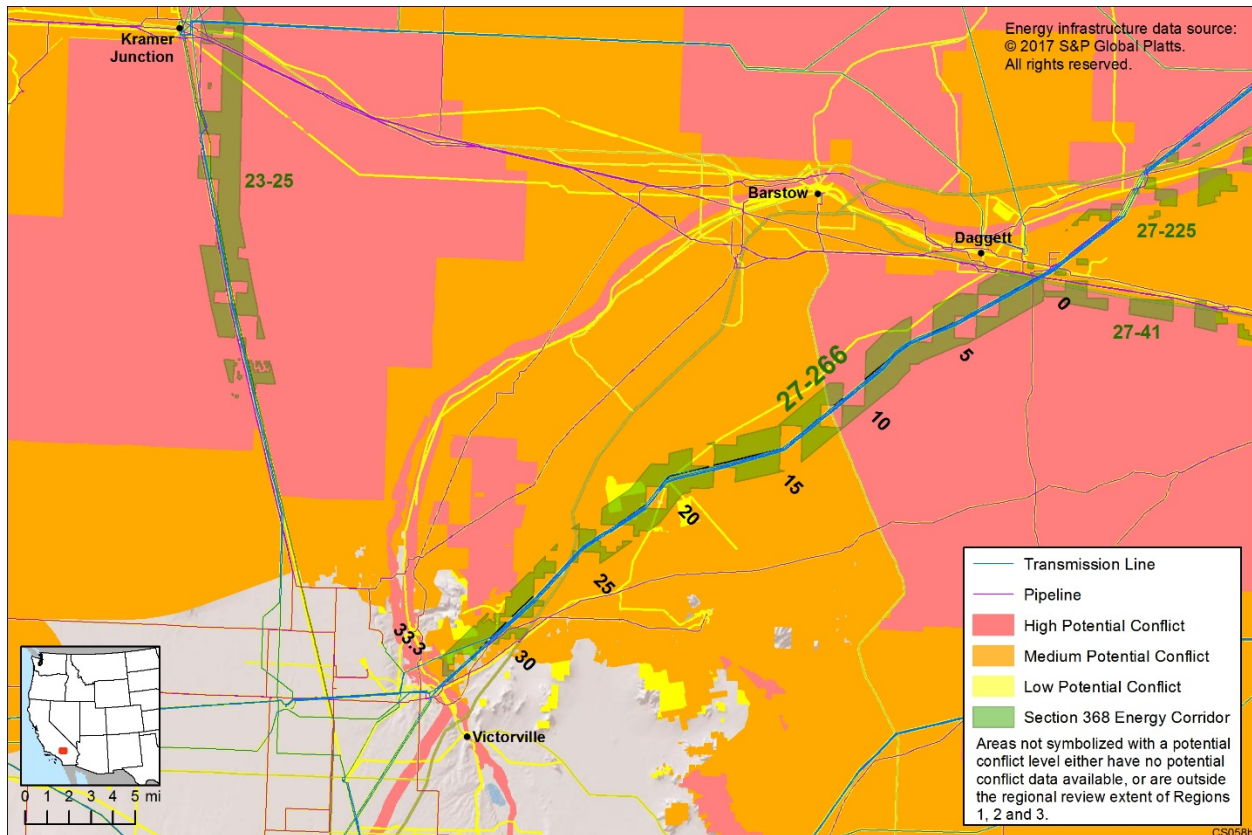 Energy infrastructure data source:
© 2017 S&P Global Platts.
All rights reserved.
Kramer
Junction
23-25
Barstow
Daggett
27-225
0
27-41
5
27-266
10
15
20
25
30
33.3
Victorville
Transmission Line
Pipeline
High Potential Conflict
Medium Potential Conflict
Low Potential Conflict
Section 368 Energy Corridor
Areas not symbolized with a potential
conflict level either have no potential
conflict data available, or are outside
the regional review extent of Regions
1, 2 and 3.
0 1 2 3 4 5 mi